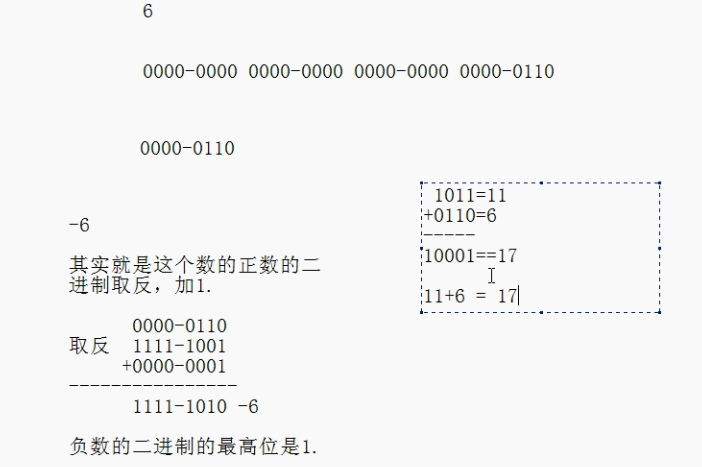 6
0000-0000 0000-0000 0000-0000 0000-0110
0000-0110
-6
其实就是这个数的正数的二
进制取反，加1.
0000-0110
取反 1111-1001
+0000-0001
----------------
1111-1010 -6
负数的二进制的最高位是1.
1011=11
+0110=6
-----
10001==17
11+6 = 17